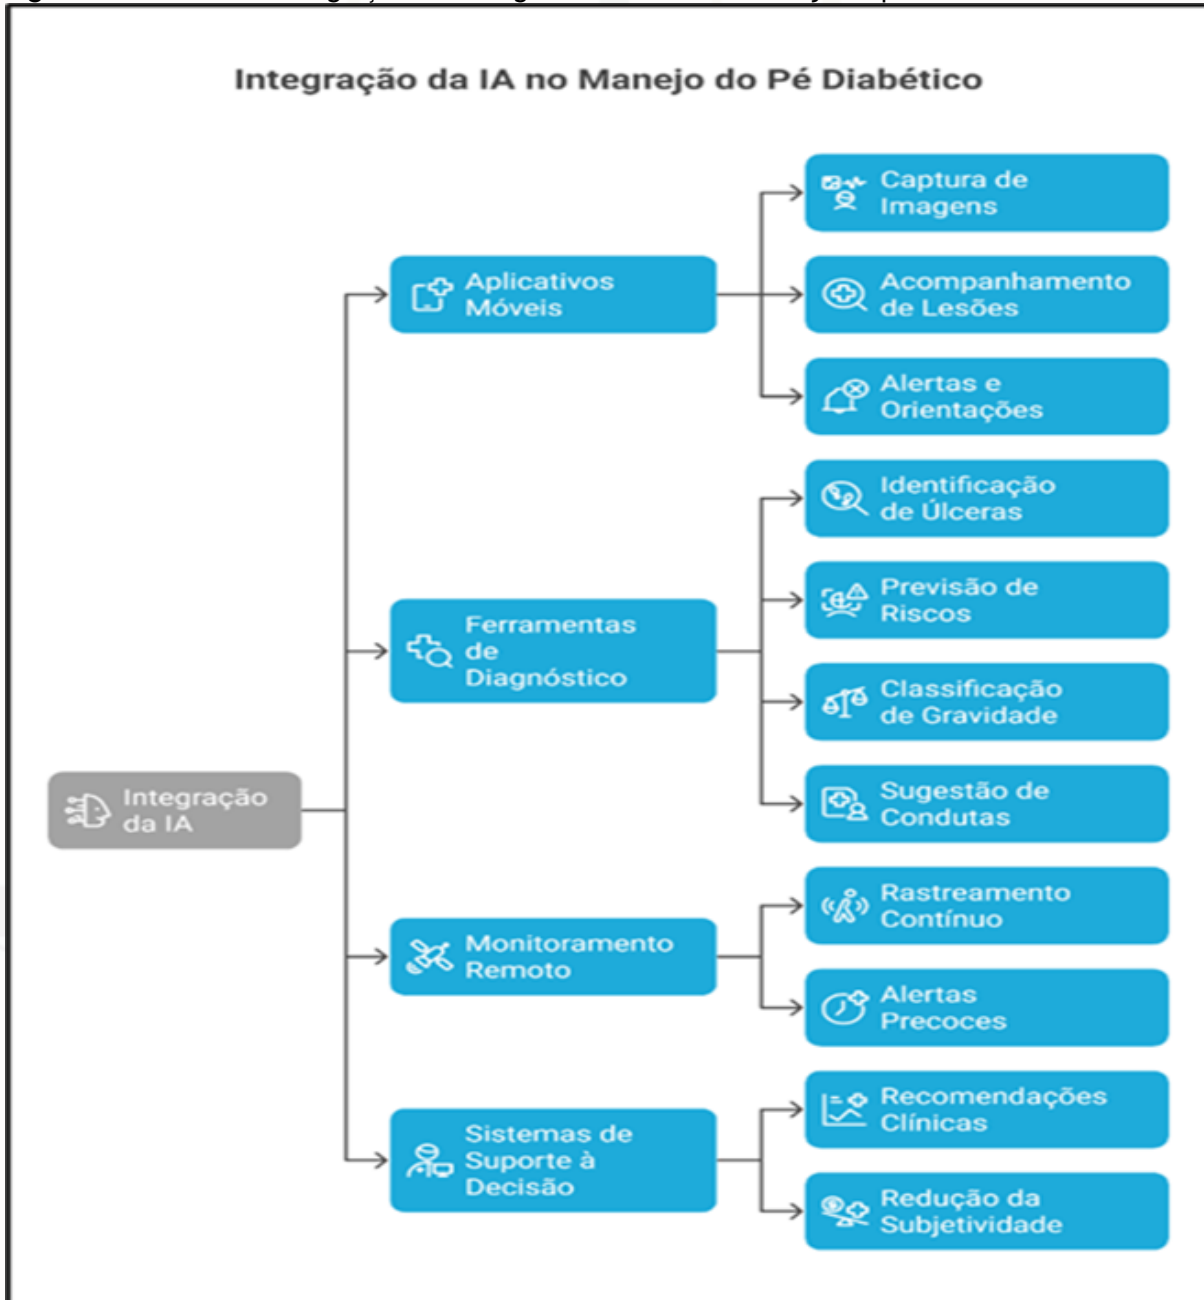 Integração da IA no Manejo do Pé Diabético
Captura de
Imagens
Aplicativos
Móveis
Acompanhamento
de Lesões
Alertas e
Orientações
Identificação
de Úlceras
Previsão de
Riscos
Ferramentas
de
Diagnóstico
Classificação
de Gravidade
Sugestão de
Condutas
Integração
da IA
Rastreamento
Contínuo
Monitoramento
Remoto
Alertas
Precoces
Recomendações
Clínicas
Sistemas de
Suporte à
Decisão
Redução da
Subjetividade